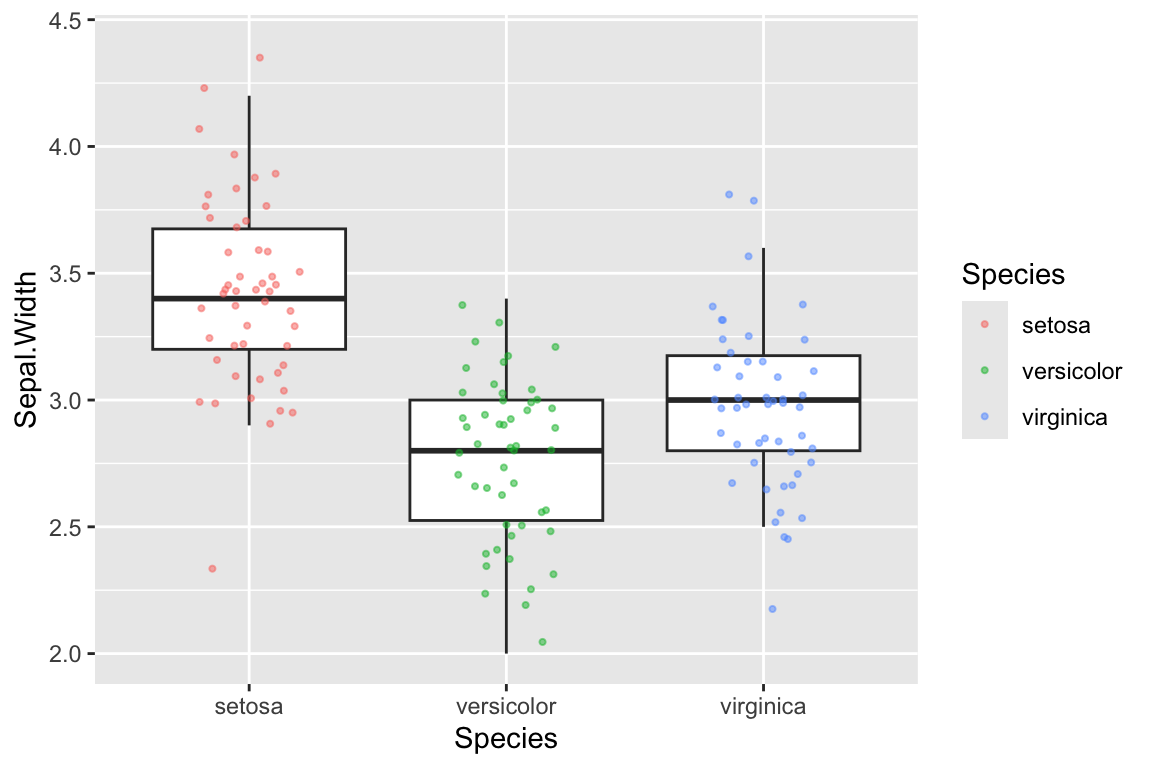 Sepal.Width
4.5
4.0
3.5
3.0
2.5
2.0
setosa
versicolor
virginica
Species
Species
setosa
versicolor
virginica